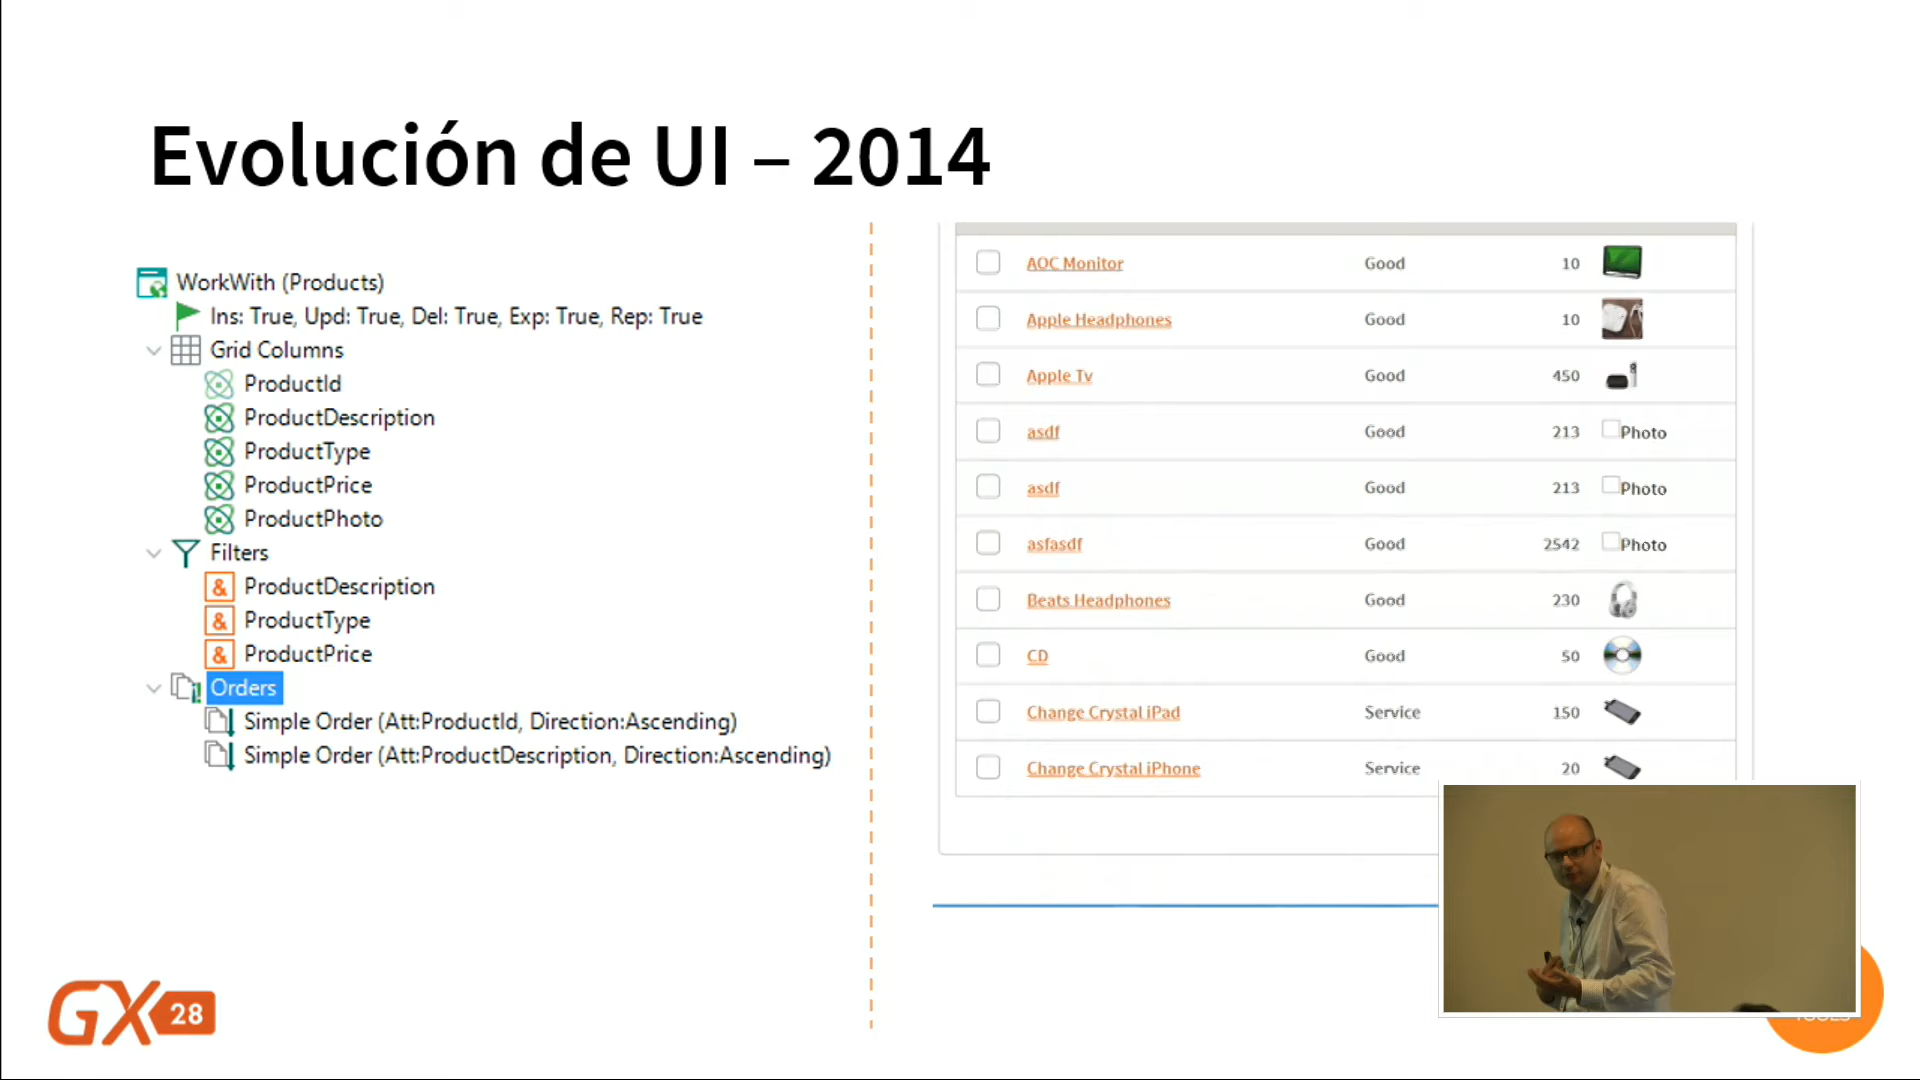 Evolución de UI – 2014
WorkWith (Products)
Ins: True, Upd: True, Del: True, Exp: True, Rep: True
Grid Columns
ProductId
ProductDescription
ProductType
ProductPrice
ProductPhoto
Filters
& ProductDescription
& ProductType
& ProductPrice
Orders
Simple Order (Att:ProductId, Direction:Ascending)
Simple Order (Att:ProductDescription, Direction:Ascending)
AOC Monitor Good 10
Apple Headphones Good 10
Apple Tv Good 450
asdf Good 213 Photo
asdf Good 213 Photo
asfasdf Good 2542 Photo
Beats Headphones Good 230
CD Good 50
Change Crystal iPad Service 150
Change Crystal iPhone Service 20
GX 28